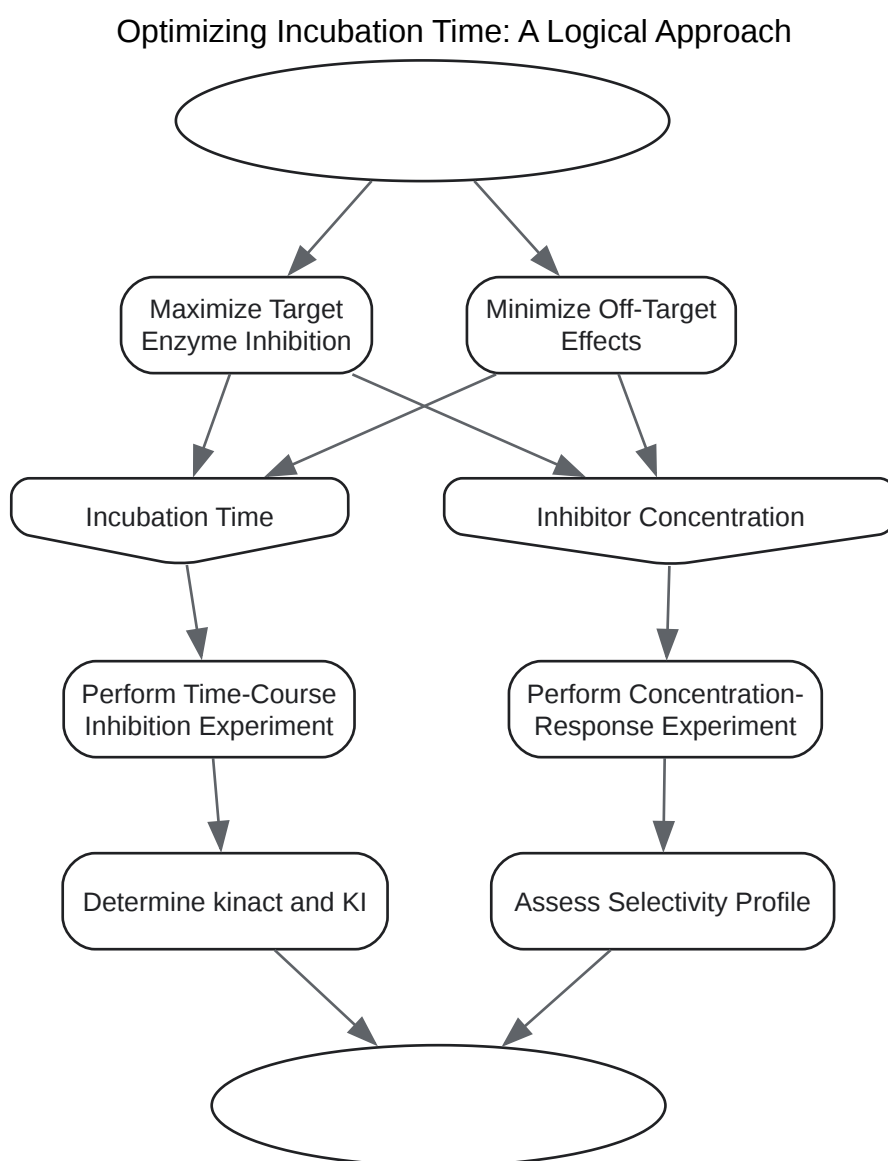 Optimizing Incubation Time: A Logical Approach
Maximize Target
Enzyme Inhibition
Minimize Off-Target
Effects
Incubation Time
Inhibitor Concentration
Perform Time-Course
Inhibition Experiment
Perform Concentration-
Response Experiment
Determine kinact and KI
Assess Selectivity Profile